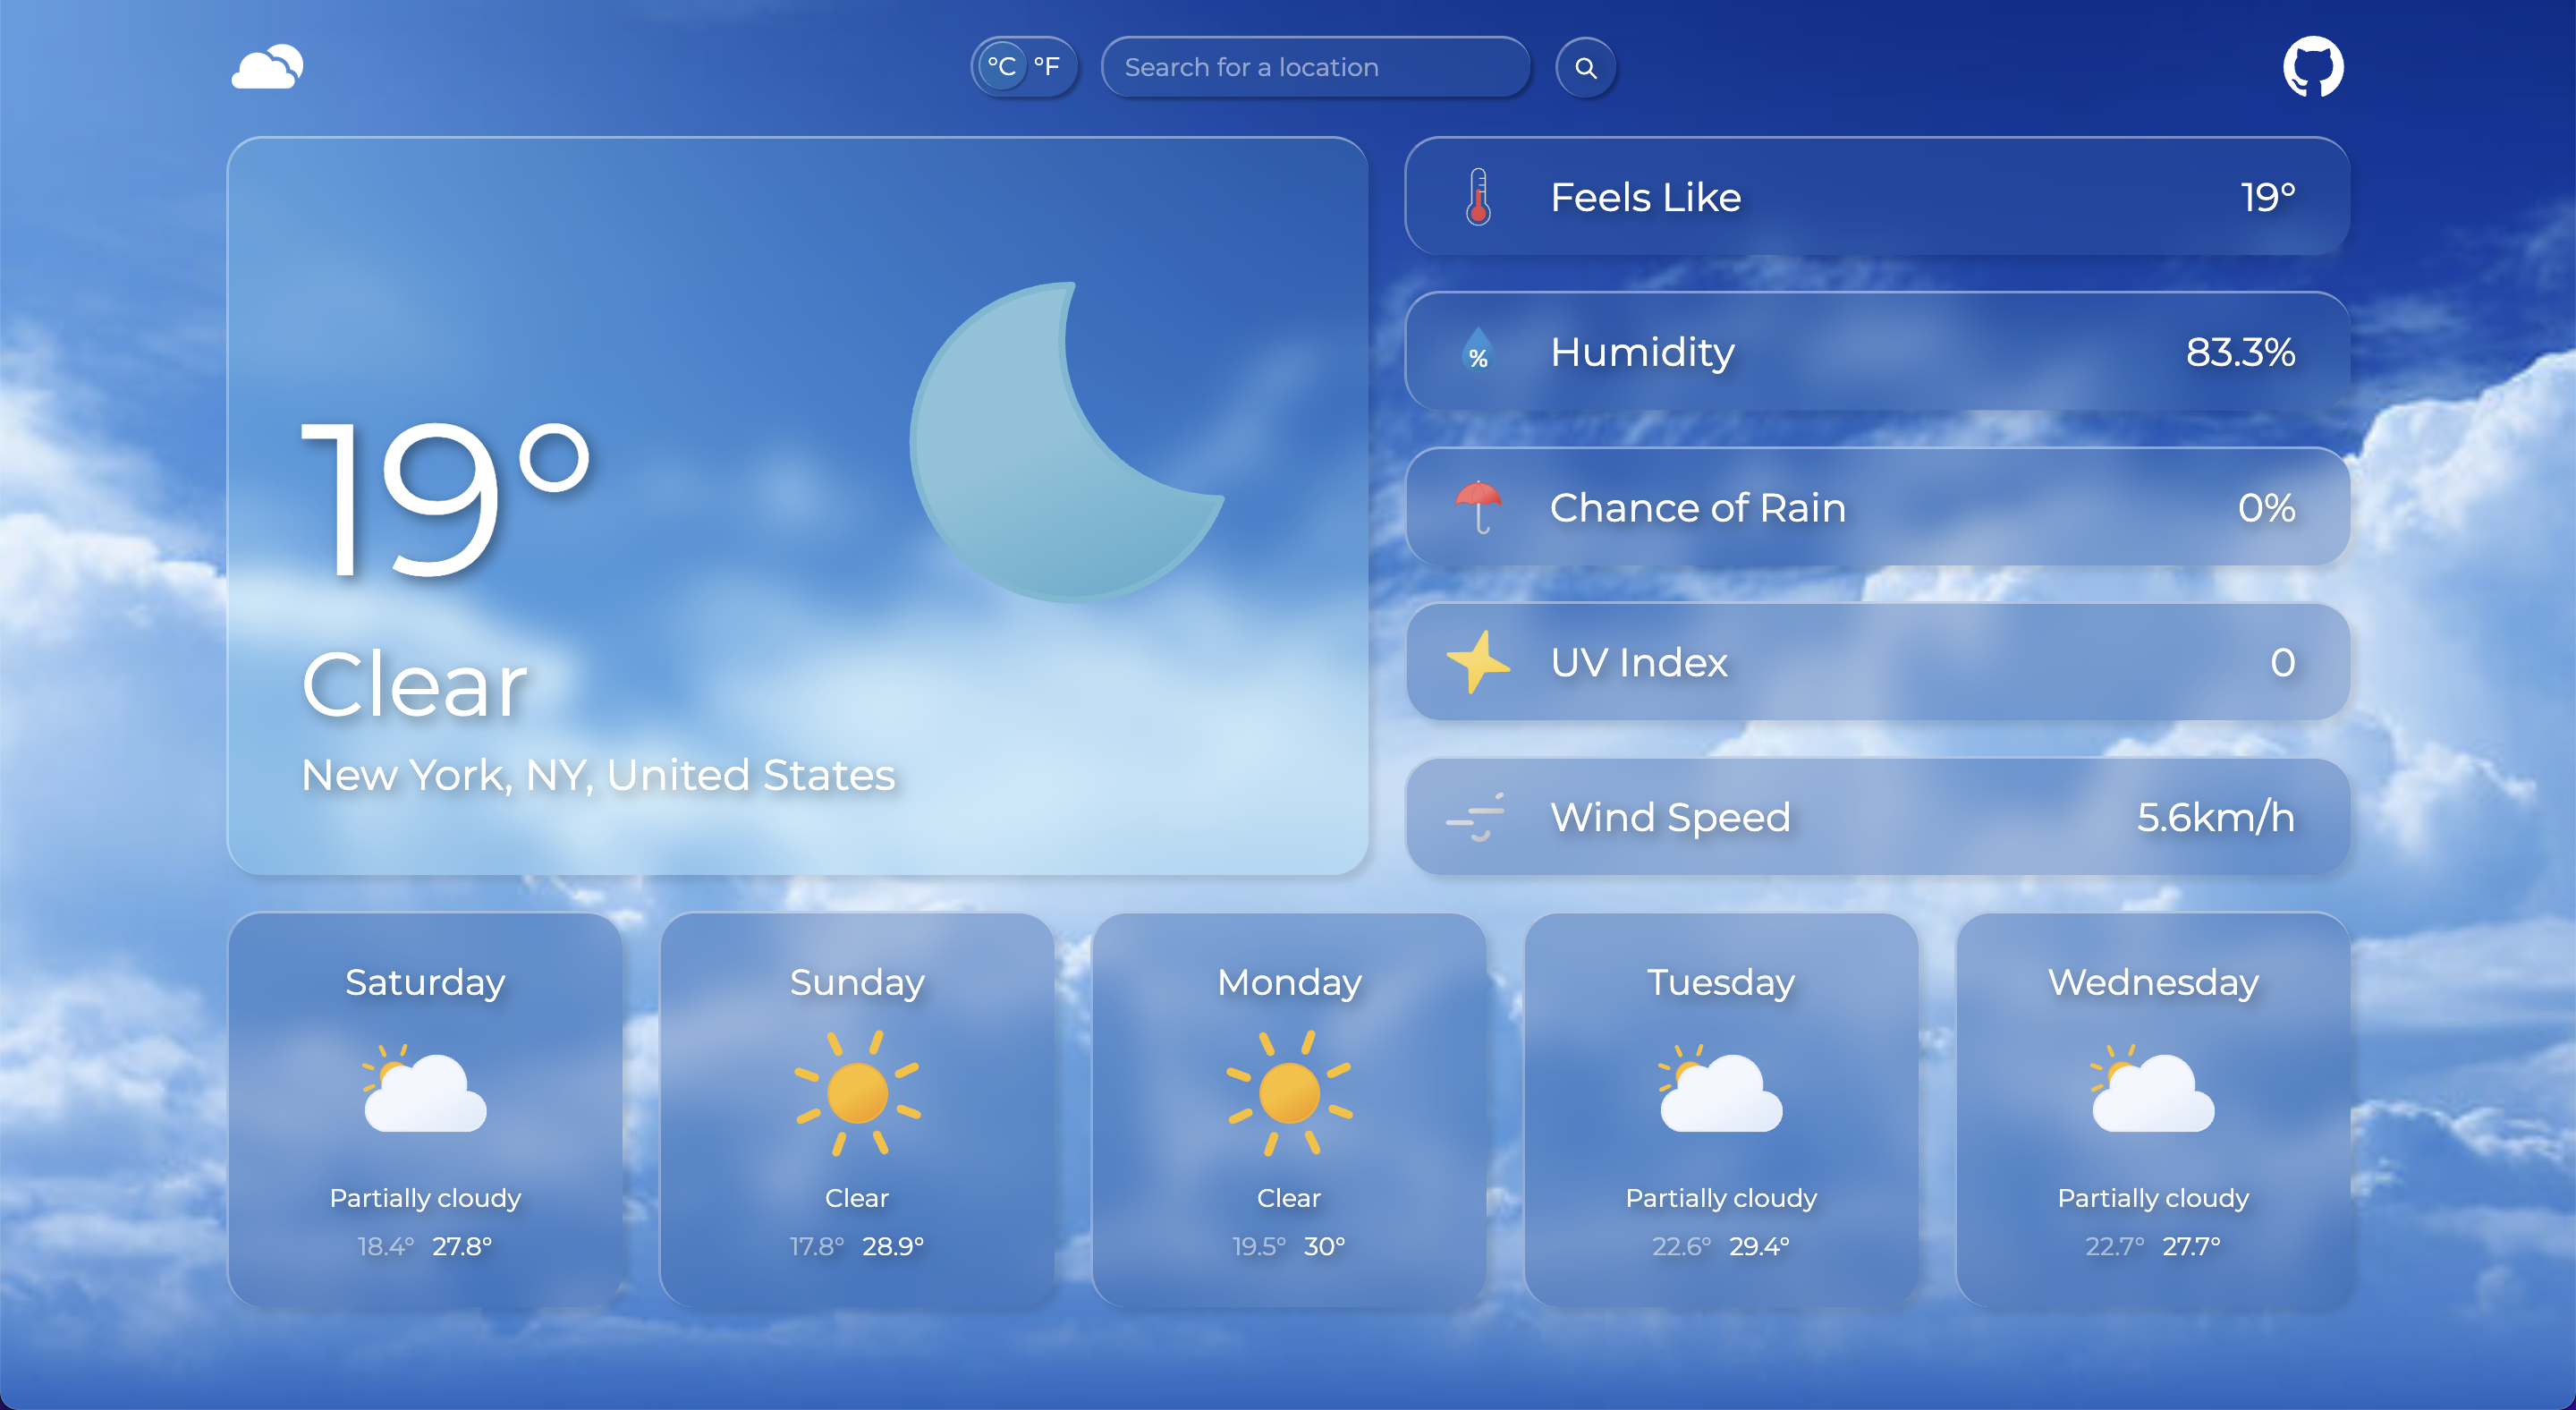 °C °F
Search for a location
19°
Clear
New York, NY, United States
Feels Like 19°
% Humidity 83.3%
Chance of Rain 0%
UV Index 0
Wind Speed 5.6km/h
Saturday
Partially cloudy
18.4° 27.8°
Sunday
Clear
17.8° 28.9°
Monday
Clear
19.5° 30°
Tuesday
Partially cloudy
22.6° 29.4°
Wednesday
Partially cloudy
22.7° 27.7°